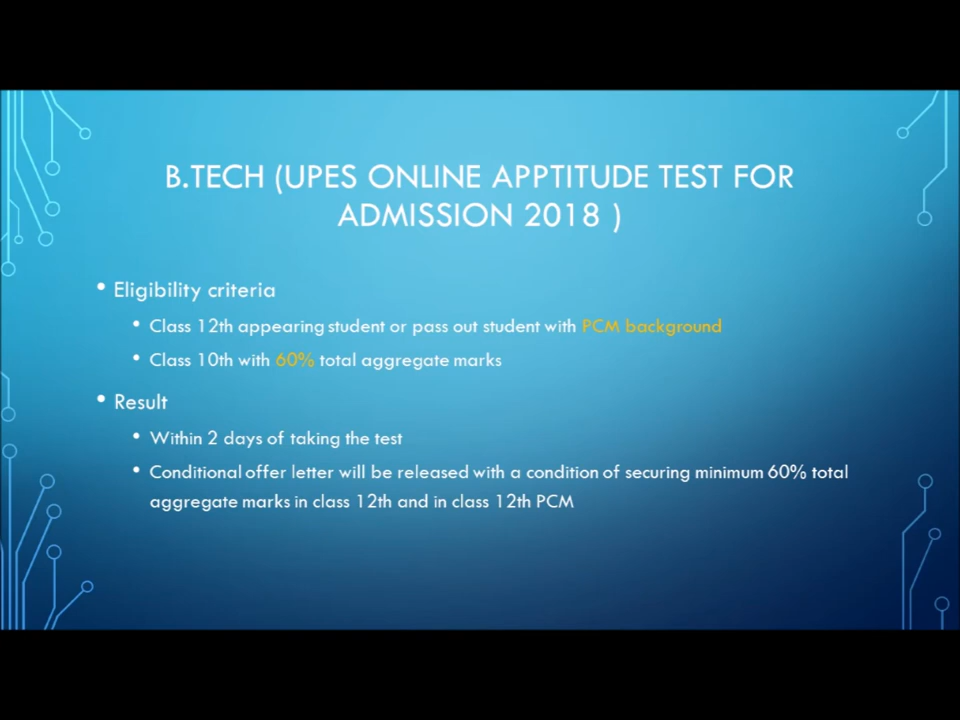 B.TECH (UPES ONLINE APPTITUDE TEST FOR
ADMISSION 2018 )
• Eligibility criteria
• Class 12th appearing student or pass out student with PCM background
• Class 10th with 60% total aggregate marks
• Result
• Within 2 days of taking the test
• Conditional offer letter will be released with a condition of securing minimum 60% total
aggregate marks in class 12th and in class 12th PCM